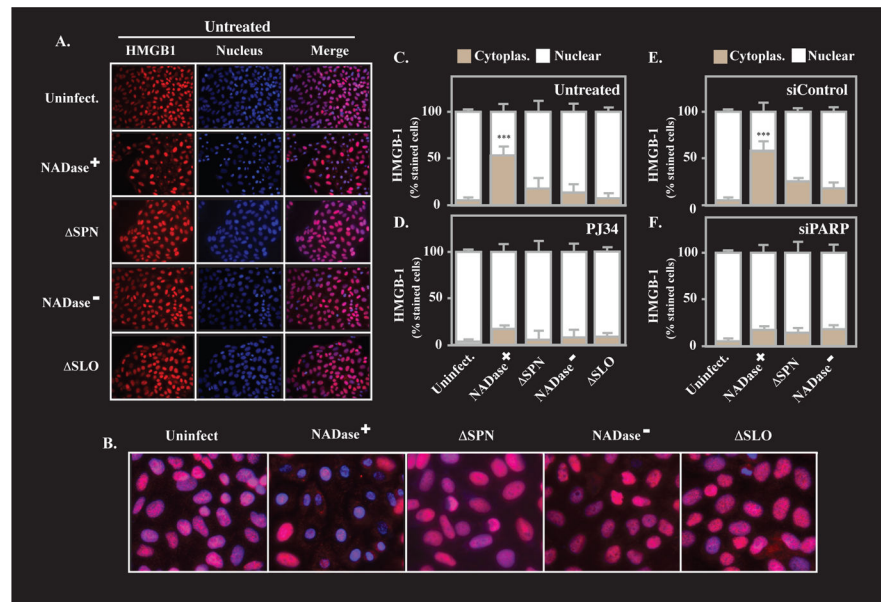 Untreated
A.
HMGB1 Nucleus Merge
Uninfect.
NADase+
ΔSPN
NADase-
ΔSLO
C. Cytoplas. Nuclear
Untreated
HMGB-1
(% stained cells)
100
50
0
***
D. PJ34
HMGB-1
(% stained cells)
100
50
0
Uninfect. NADase+ ΔSPN NADase- ΔSLO
E. Cytoplas. Nuclear
siControl
HMGB-1
(% stained cells)
100
50
0
***
F. siPARP
HMGB-1
(% stained cells)
100
50
0
Uninfect. NADase+ ΔSPN NADase-
B.
Uninfect NADase+ ΔSPN NADase- ΔSLO